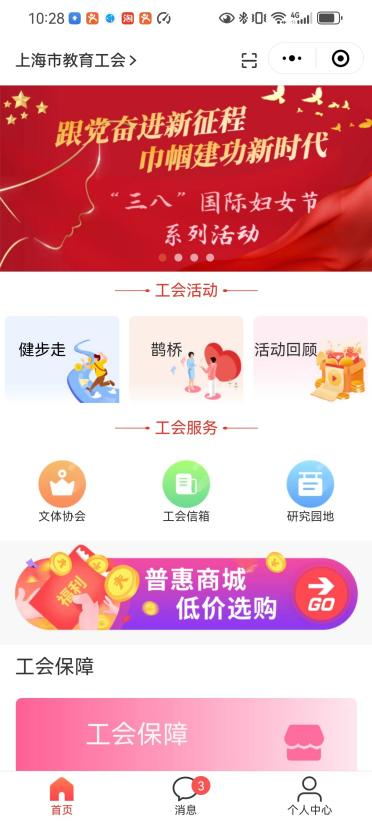 10:28
4G
上海市教育工会
跟党奋进新征程
巾帼建功新时代
“三八”国际妇女节
系列活动
工会活动
健步走
鹊桥
活动回顾
工会服务
文体协会
工会信箱
研究园地
福利
普惠商城
低价选购
GO
工会保障
工会保障
3
首页
消息
个人中心